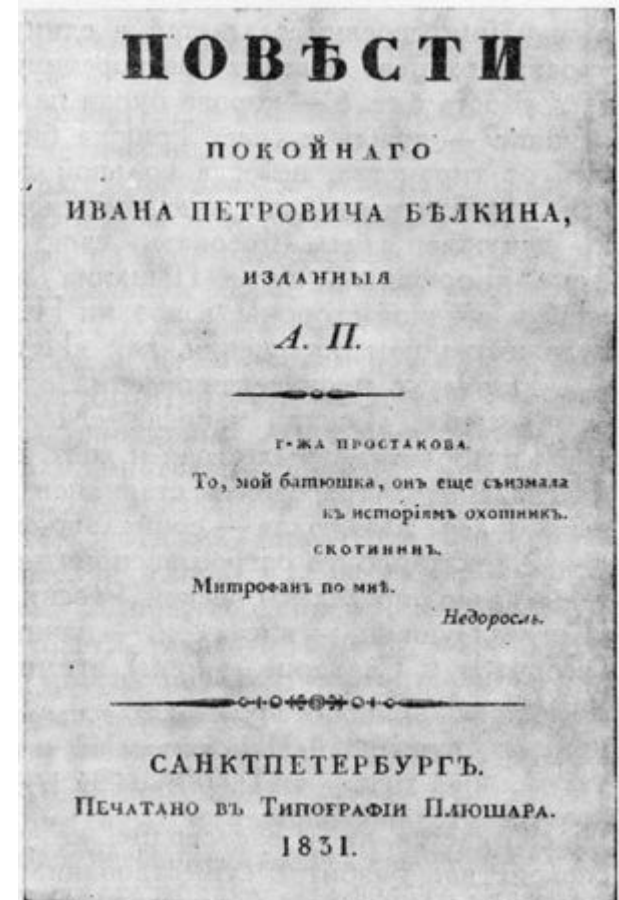 ПОВѢСТИ
ПОКОЙНАГО
ИВАНА ПЕТРОВИЧА БѢЛКИНА,
ИЗДАННЫЯ
А. П.
Г-ЖА ПРОСТАКОВА.
То, мой батюшка, онъ еще съизмала
къ исторіямъ охотникъ.
СКОТИНИНЪ.
Митрофанъ по мнѣ.
Недоросль.
САНКТПЕТЕРБУРГЪ.
ПЕЧАТАНО ВЪ ТИПОГРАФІИ ПЛЮШАРА.
1831.